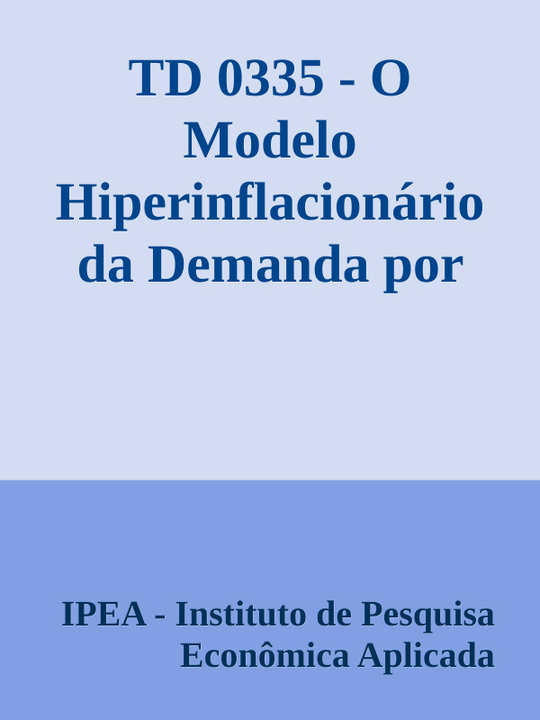 TD 0335 - O
Modelo
Hiperinflacionário
da Demanda por
IPEA - Instituto de Pesquisa
Econômica Aplicada